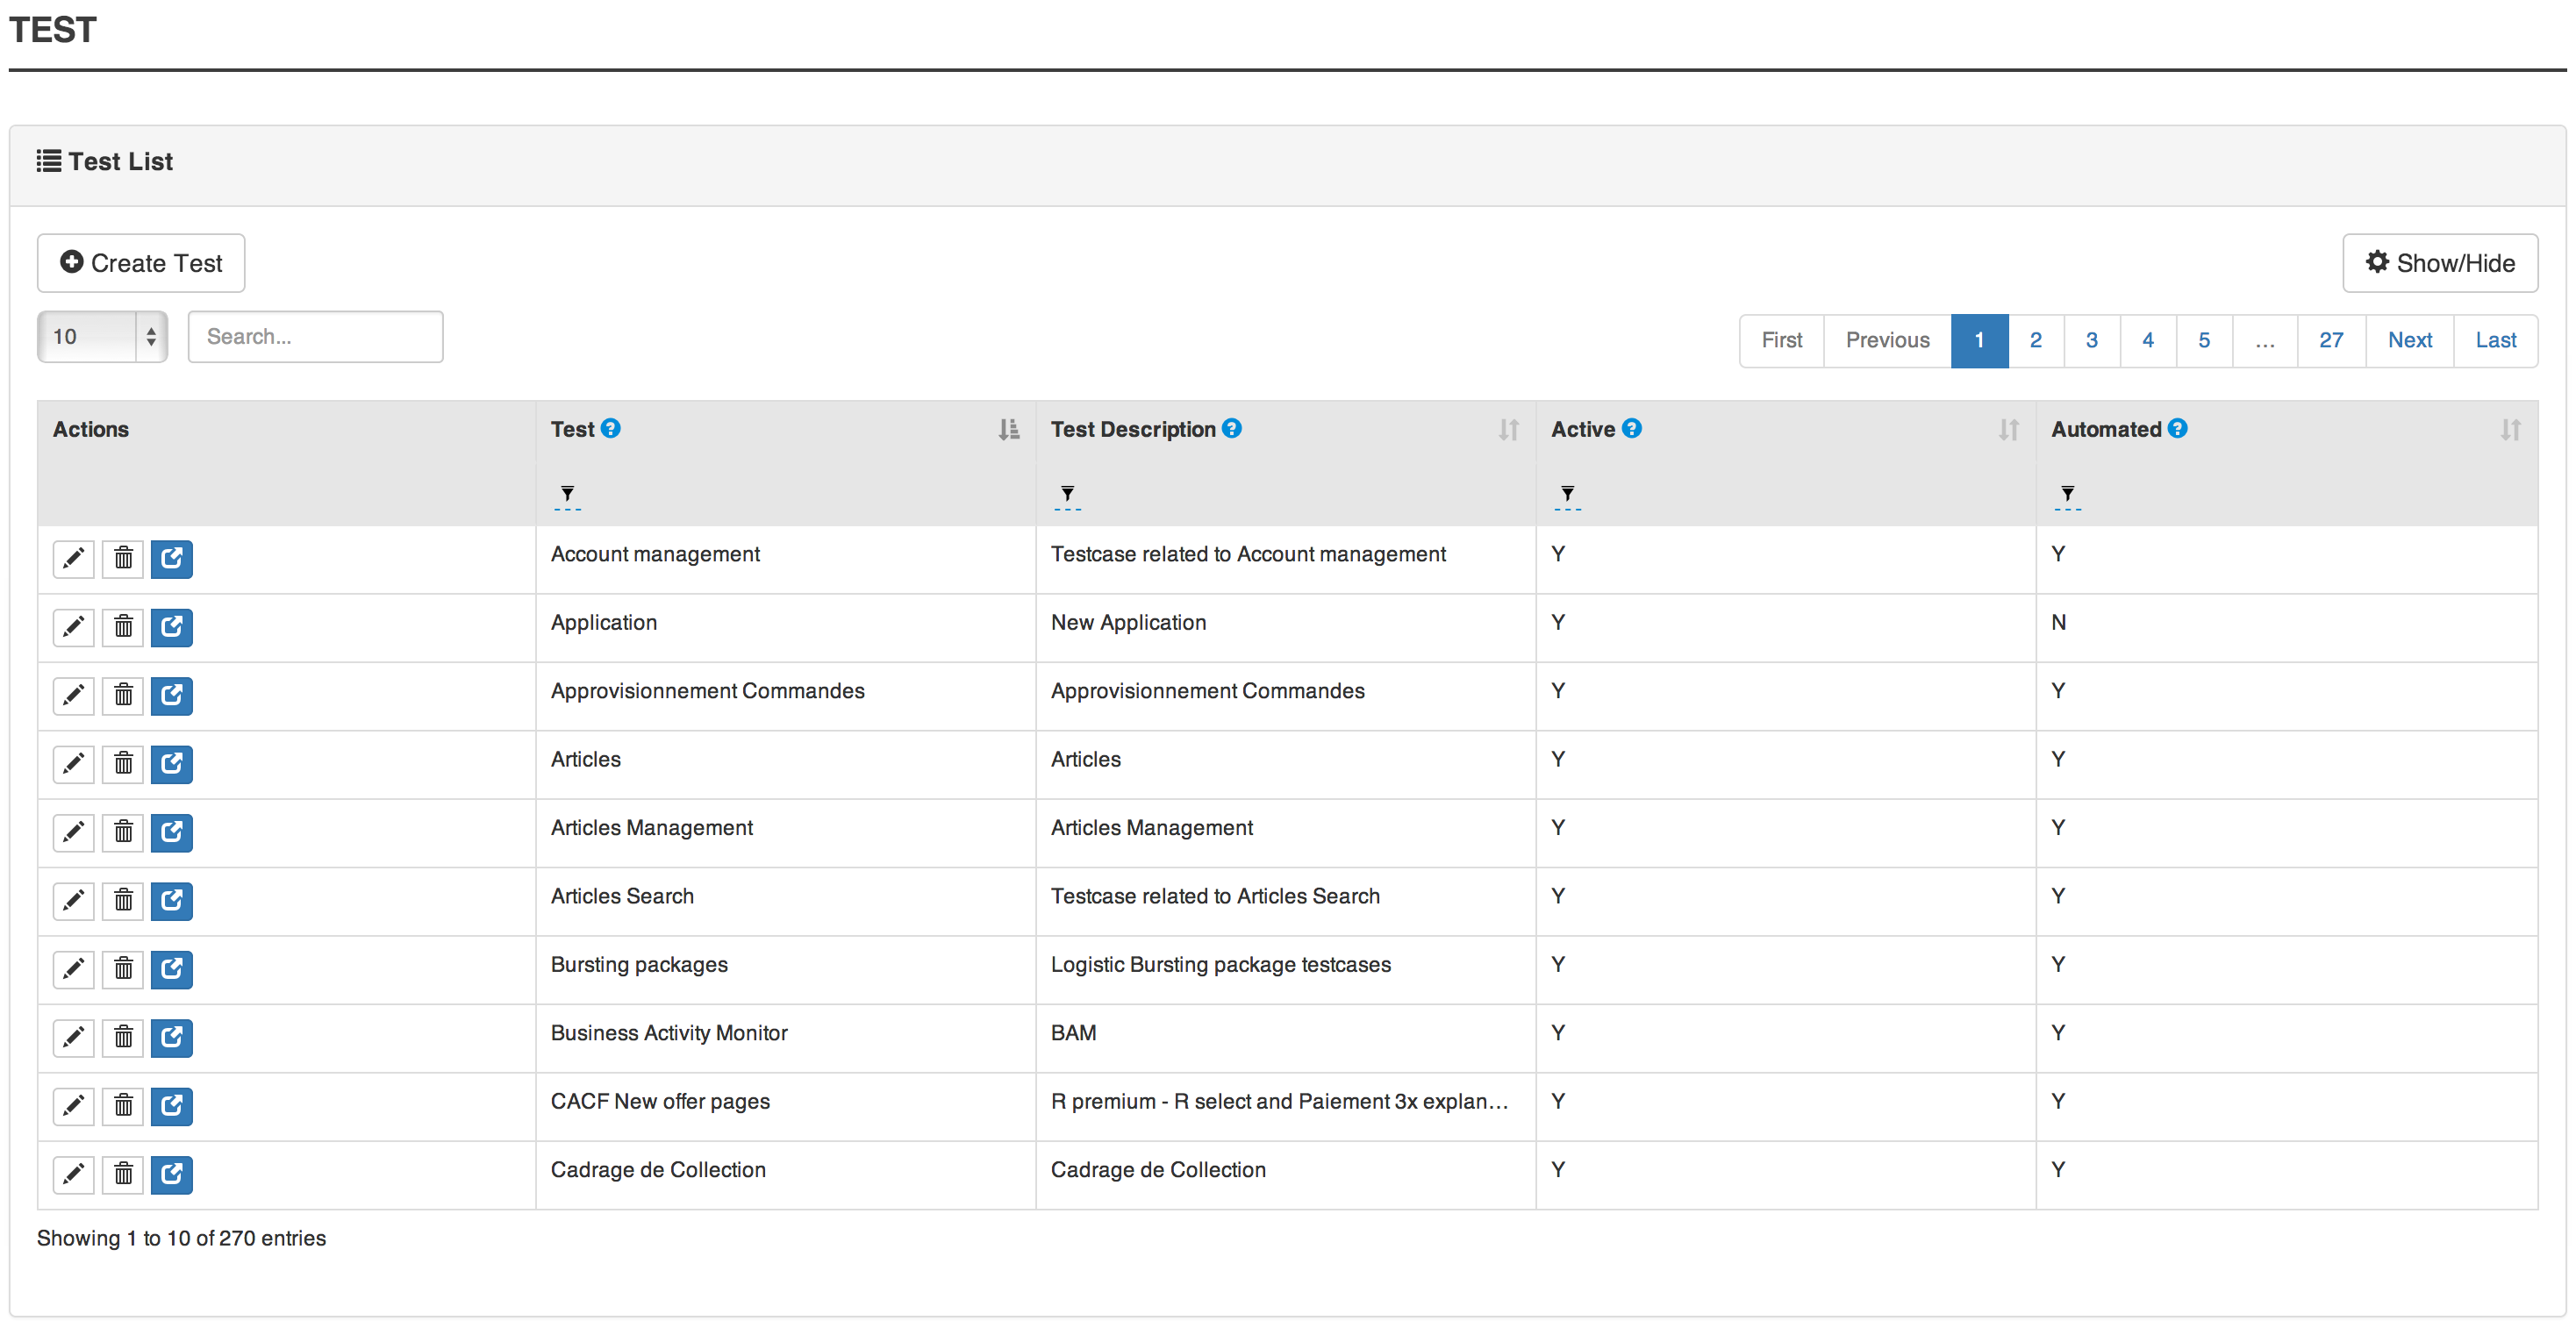 TEST
Test List
Create Test
Show/Hide
10 Search... First Previous 1 2 3 4 5 … 27 Next Last
Actions Test ? Test Description ? Active ? Automated ?
Account management Testcase related to Account management Y Y
Application New Application Y N
Approvisionnement Commandes Approvisionnement Commandes Y Y
Articles Articles Y Y
Articles Management Articles Management Y Y
Articles Search Testcase related to Articles Search Y Y
Bursting packages Logistic Bursting package testcases Y Y
Business Activity Monitor BAM Y Y
CACF New offer pages R premium - R select and Paiement 3x explan... Y Y
Cadrage de Collection Cadrage de Collection Y Y
Showing 1 to 10 of 270 entries